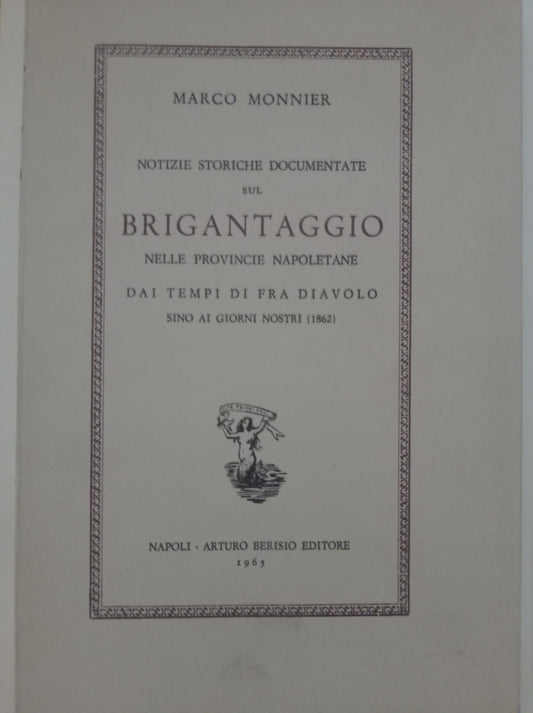 MARCO MONNIER
NOTIZIE STORICHE DOCUMENTATE
SUL
BRIGANTAGGIO
NELLE PROVINCIE NAPOLETANE
DAI TEMPI DI FRA DIAVOLO
SINO AI GIORNI NOSTRI (1862)
NAPOLI · ARTURO BERISIO EDITORE
1965